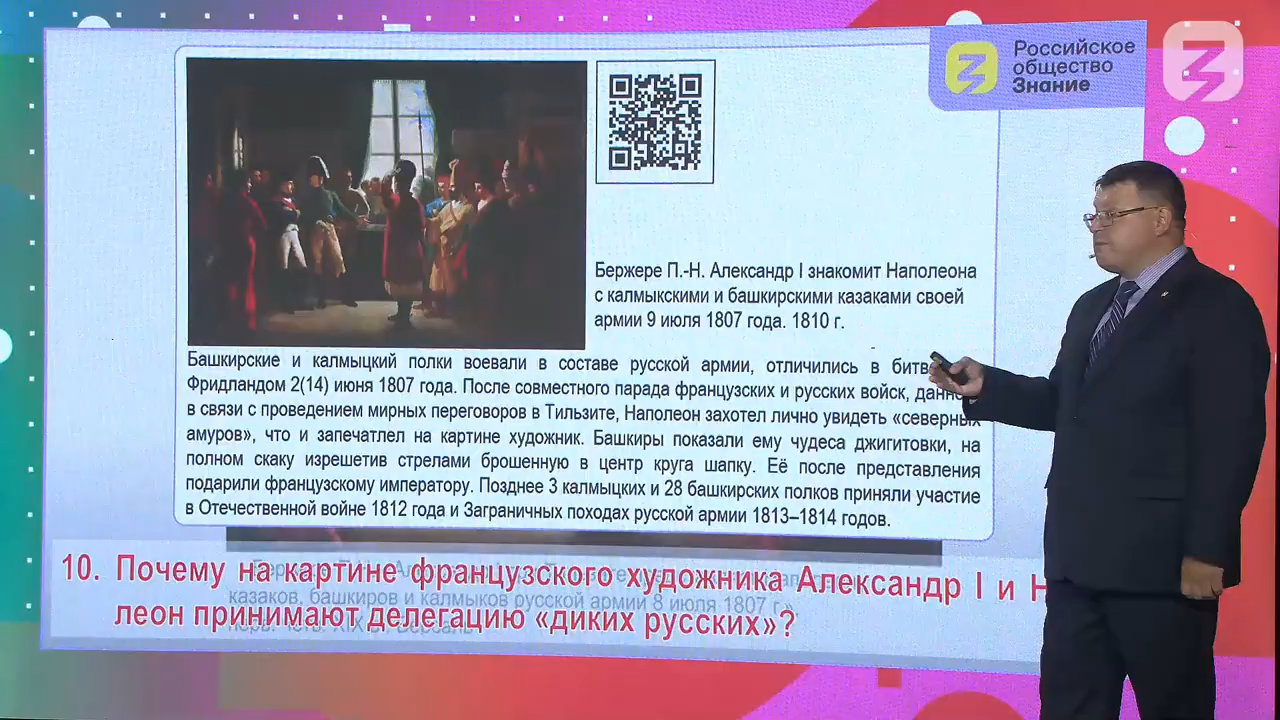 Российское
общество
Знание
Бержере П.-Н. Александр I знакомит Наполеона
с калмыкскими и башкирскими казаками своей
армии 9 июля 1807 года. 1810 г.
Башкирские и калмыцкий полки воевали в составе русской армии, отличились в битв
Фридландом 2(14) июня 1807 года. После совместного парада французских и русских войск, данн
в связи с проведением мирных переговоров в Тильзите, Наполеон захотел лично увидеть «северных
амуров», что и запечатлел на картине художник. Башкиры показали ему чудеса джигитовки, на
полном скаку изрешетив стрелами брошенную в центр круга шапку. Её после представления
подарили французскому императору. Позднее 3 калмыцких и 28 башкирских полков приняли участие
в Отечественной войне 1812 года и Заграничных походах русской армии 1813–1814 годов.
10. Почему на картине французского художника Александр I и Н
леон принимают делегацию «диких русских»?
казаков, башкиров и калмыков русской армии 8 июля 1807 г.»,